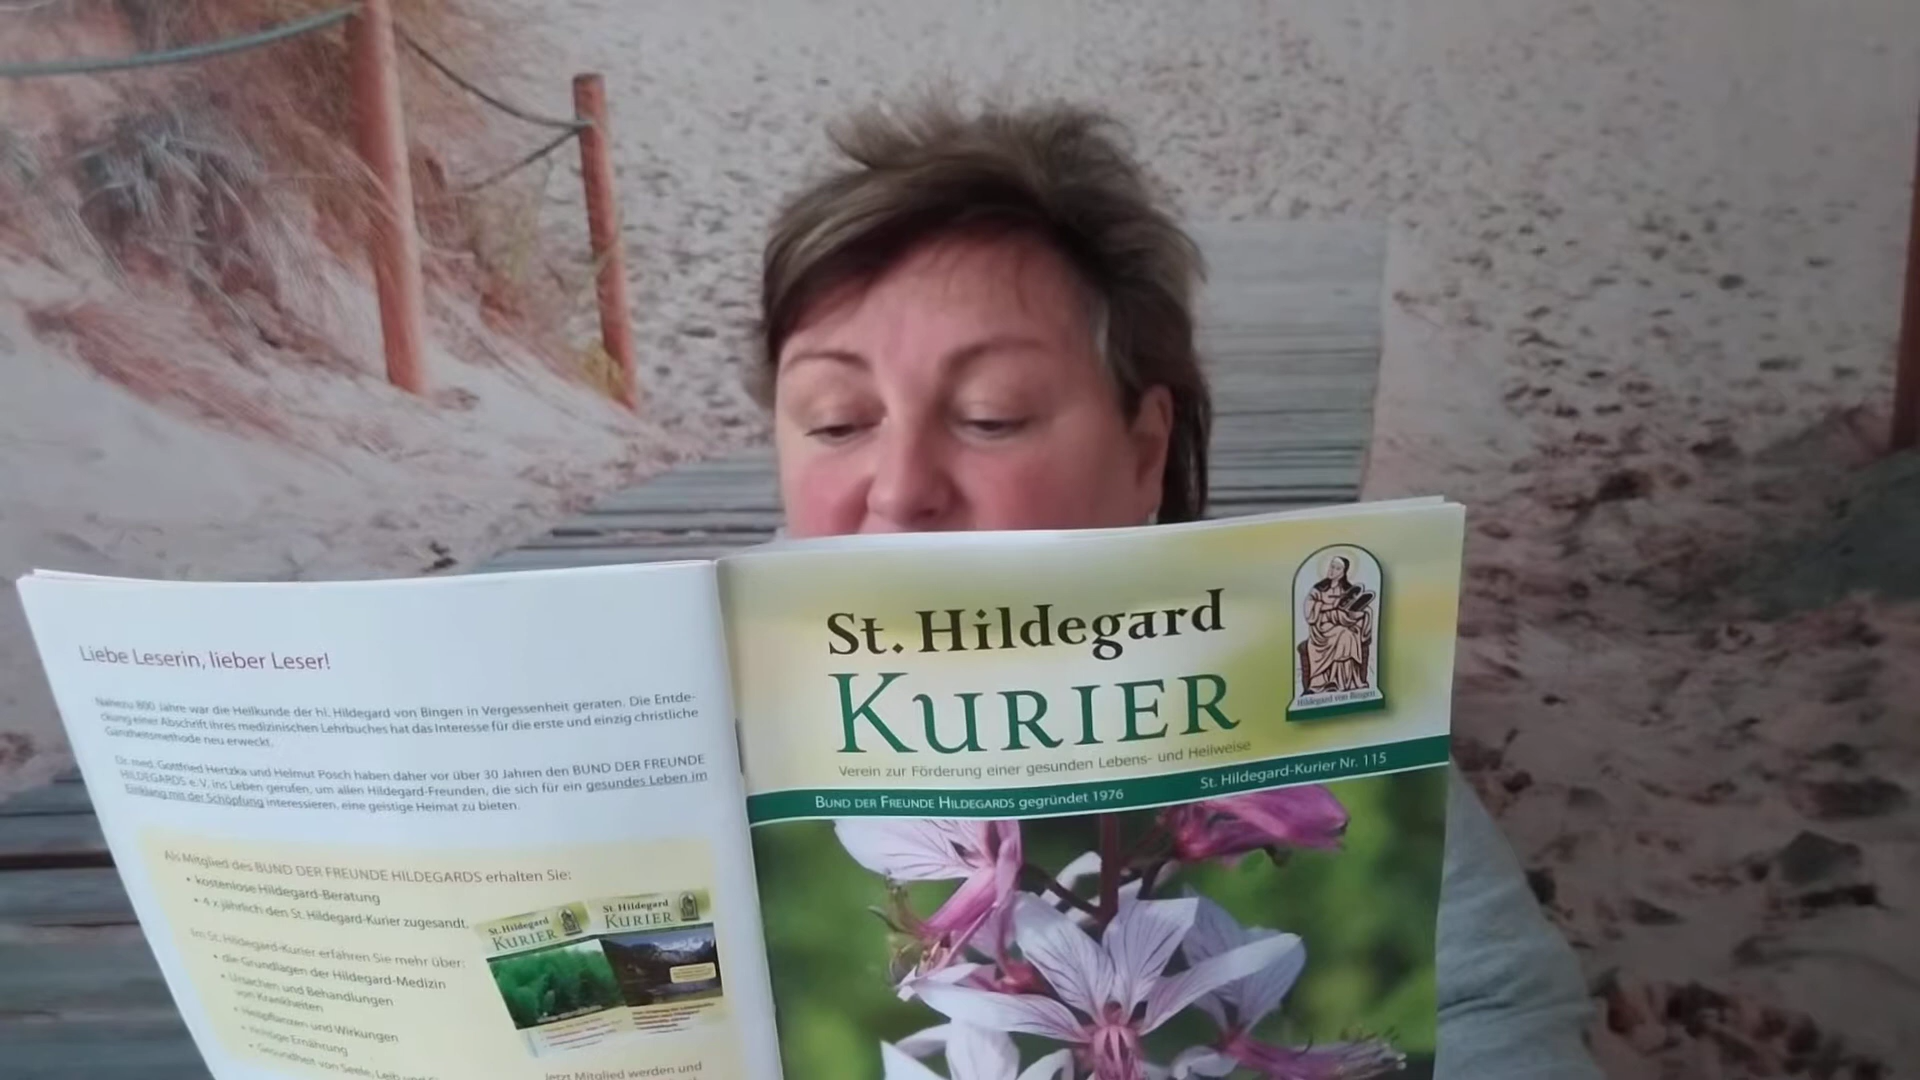 Liebe Leserin, lieber Leser!
Nahezu 800 Jahre war die Heilkunde der hl. Hildegard von Bingen in Vergessenheit geraten. Die Entde-
ckung einer Abschrift ihres medizinischen Lehrbuches hat das Interesse für die erste und einzig christliche
Ganzheitsmethode neu erweckt.
Dr. med. Gottfried Hertzka und Helmut Posch haben daher vor über 30 Jahren den BUND DER FREUNDE
HILDEGARDS e.V. ins Leben gerufen, um allen Hildegard-Freunden, die sich für ein gesundes Leben im
Einklang mit der Schöpfung interessieren, eine geistige Heimat zu bieten.
Als Mitglied des BUND DER FREUNDE HILDEGARDS erhalten Sie:
• kostenlose Hildegard-Beratung
• 4 x jährlich den St. Hildegard-Kurier zugesandt.
Im St. Hildegard-Kurier erfahren Sie mehr über:
• die Grundlagen der Hildegard-Medizin
• Ursachen und Behandlungen
von Krankheiten
• Heilpflanzen und Wirkungen
• richtige Ernährung
• Gesundheit von Seele, Leib und
St. Hildegard
KURIER
St. Hildegard
KURIER
Jetzt Mitglied werden und
St. Hildegard
KURIER
Hildegard von Bingen
Verein zur Förderung einer gesunden Lebens- und Heilweise
BUND DER FREUNDE HILDEGARDS gegründet 1976
St. Hildegard-Kurier Nr. 115